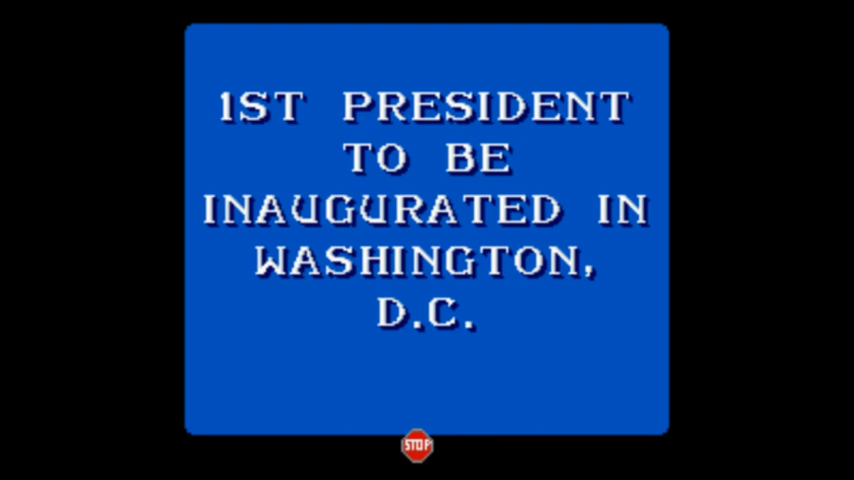 1ST PRESIDENT
TO BE
INAUGURATED IN
WASHINGTON,
D.C.
STOP